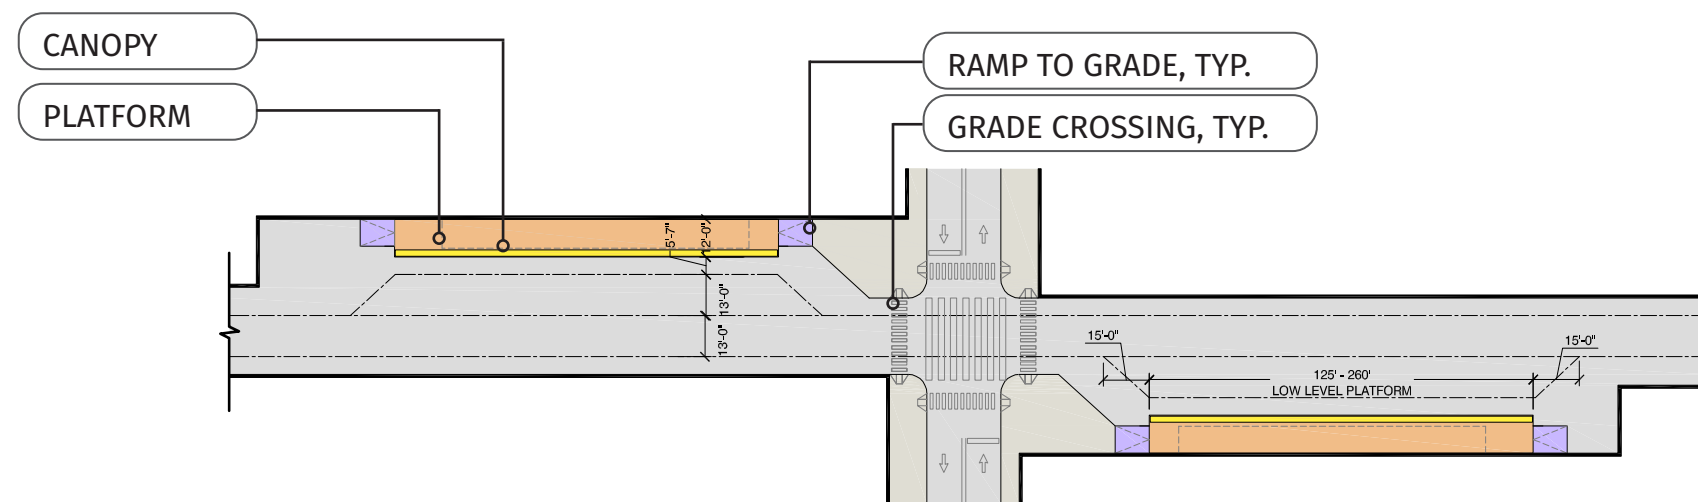 CANOPY
PLATFORM
RAMP TO GRADE, TYP.
GRADE CROSSING, TYP.
5'-7"
12'-0"
13'-0"
13'-0"
15'-0"
15'-0"
125' - 260'
LOW LEVEL PLATFORM